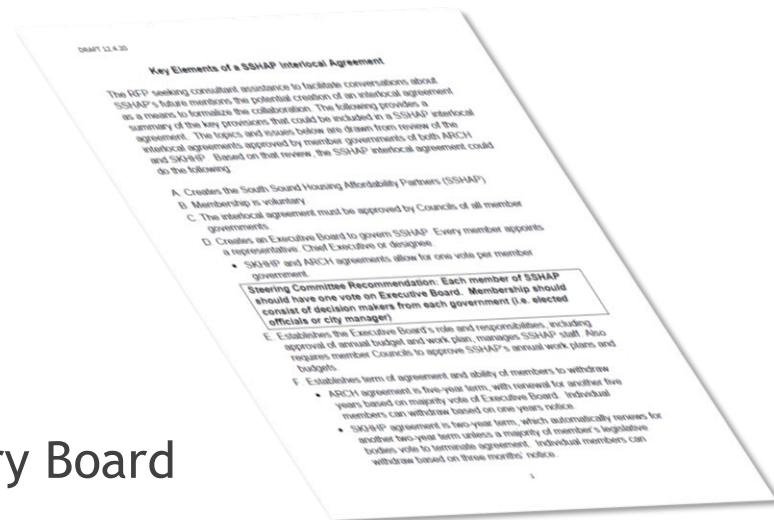 DRAFT 12.4.20
Key Elements of a SSHAP Interlocal Agreement
The RFP seeking consultant assistance to facilitate conversations about
SSHAP's future mentions the potential creation of an interlocal agreement
as a means to formalize the collaboration. The following provides a
summary of the key provisions that could be included in a SSHAP interlocal
agreement. The topics and issues below are drawn from review of the
interlocal agreements approved by member governments of both ARCH
and SKHHP. Based on that review, the SSHAP interlocal agreement could
do the following:
A. Creates the South Sound Housing Affordability Partners (SSHAP)
B. Membership is voluntary
C. The interlocal agreement must be approved by Councils of all member
governments.
D. Creates an Executive Board to govern SSHAP. Every member appoints
a representative: Chief Executive or designee.
• SKHHP and ARCH agreements allow for one vote per member
government.
Steering Committee Recommendation: Each member of SSHAP
should have one vote on Executive Board. Membership should
consist of decision makers from each government (i.e. elected
officials or city manager)
E. Establishes the Executive Board's role and responsibilities, including
approval of annual budget and work plan, manages SSHAP staff. Also
requires member Councils to approve SSHAP's annual work plans and
budgets.
F. Establishes term of agreement and ability of members to withdraw
• ARCH agreement is five-year term, with renewal for another five
years based on majority vote of Executive Board. Individual
members can withdraw based on one years notice.
• SKHHP agreement is two-year term, which automatically renews for
another two-year term unless a majority of member's legislative
bodies vote to terminate agreement. Individual members can
withdraw based on three months' notice.
1
ry Board